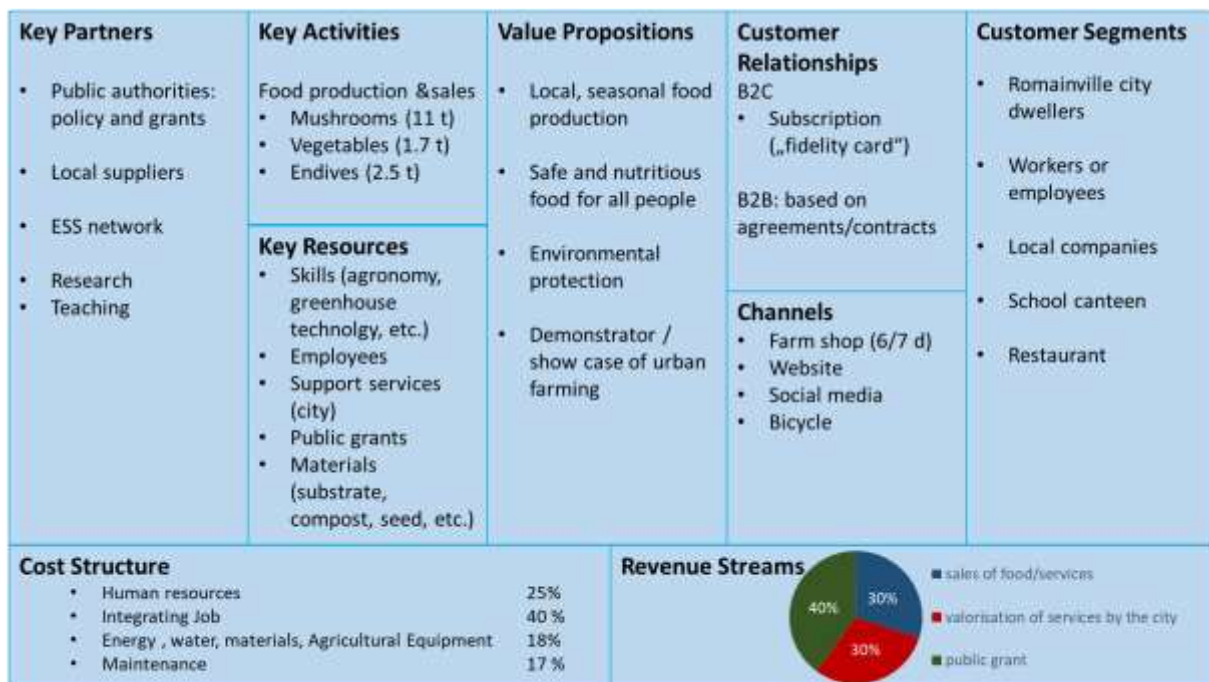 Key Partners
• Public authorities:
policy and grants
• Local suppliers
• ESS network
• Research
• Teaching
Key Activities
Food production &sales
• Mushrooms (11 t)
• Vegetables (1.7 t)
• Endives (2.5 t)
Key Resources
• Skills (agronomy,
greenhouse
technolgy, etc.)
• Employees
• Support services
(city)
• Public grants
• Materials
(substrate,
compost, seed, etc.)
Value Propositions
• Local, seasonal food
production
• Safe and nutritious
food for all people
• Environmental
protection
• Demonstrator /
show case of urban
farming
Customer
Relationships
B2C
• Subscription
(„fidelity card“)
B2B: based on
agreements/contracts
Channels
• Farm shop (6/7 d)
• Website
• Social media
• Bicycle
Customer Segments
• Romainville city
dwellers
• Workers or
employees
• Local companies
• School canteen
• Restaurant
Cost Structure
• Human resources 25%
• Integrating Job 40 %
• Energy , water, materials, Agricultural Equipment 18%
• Maintenance 17 %
Revenue Streams
40%
30%
30%
sales of food/services
valorisation of services by the city
public grant